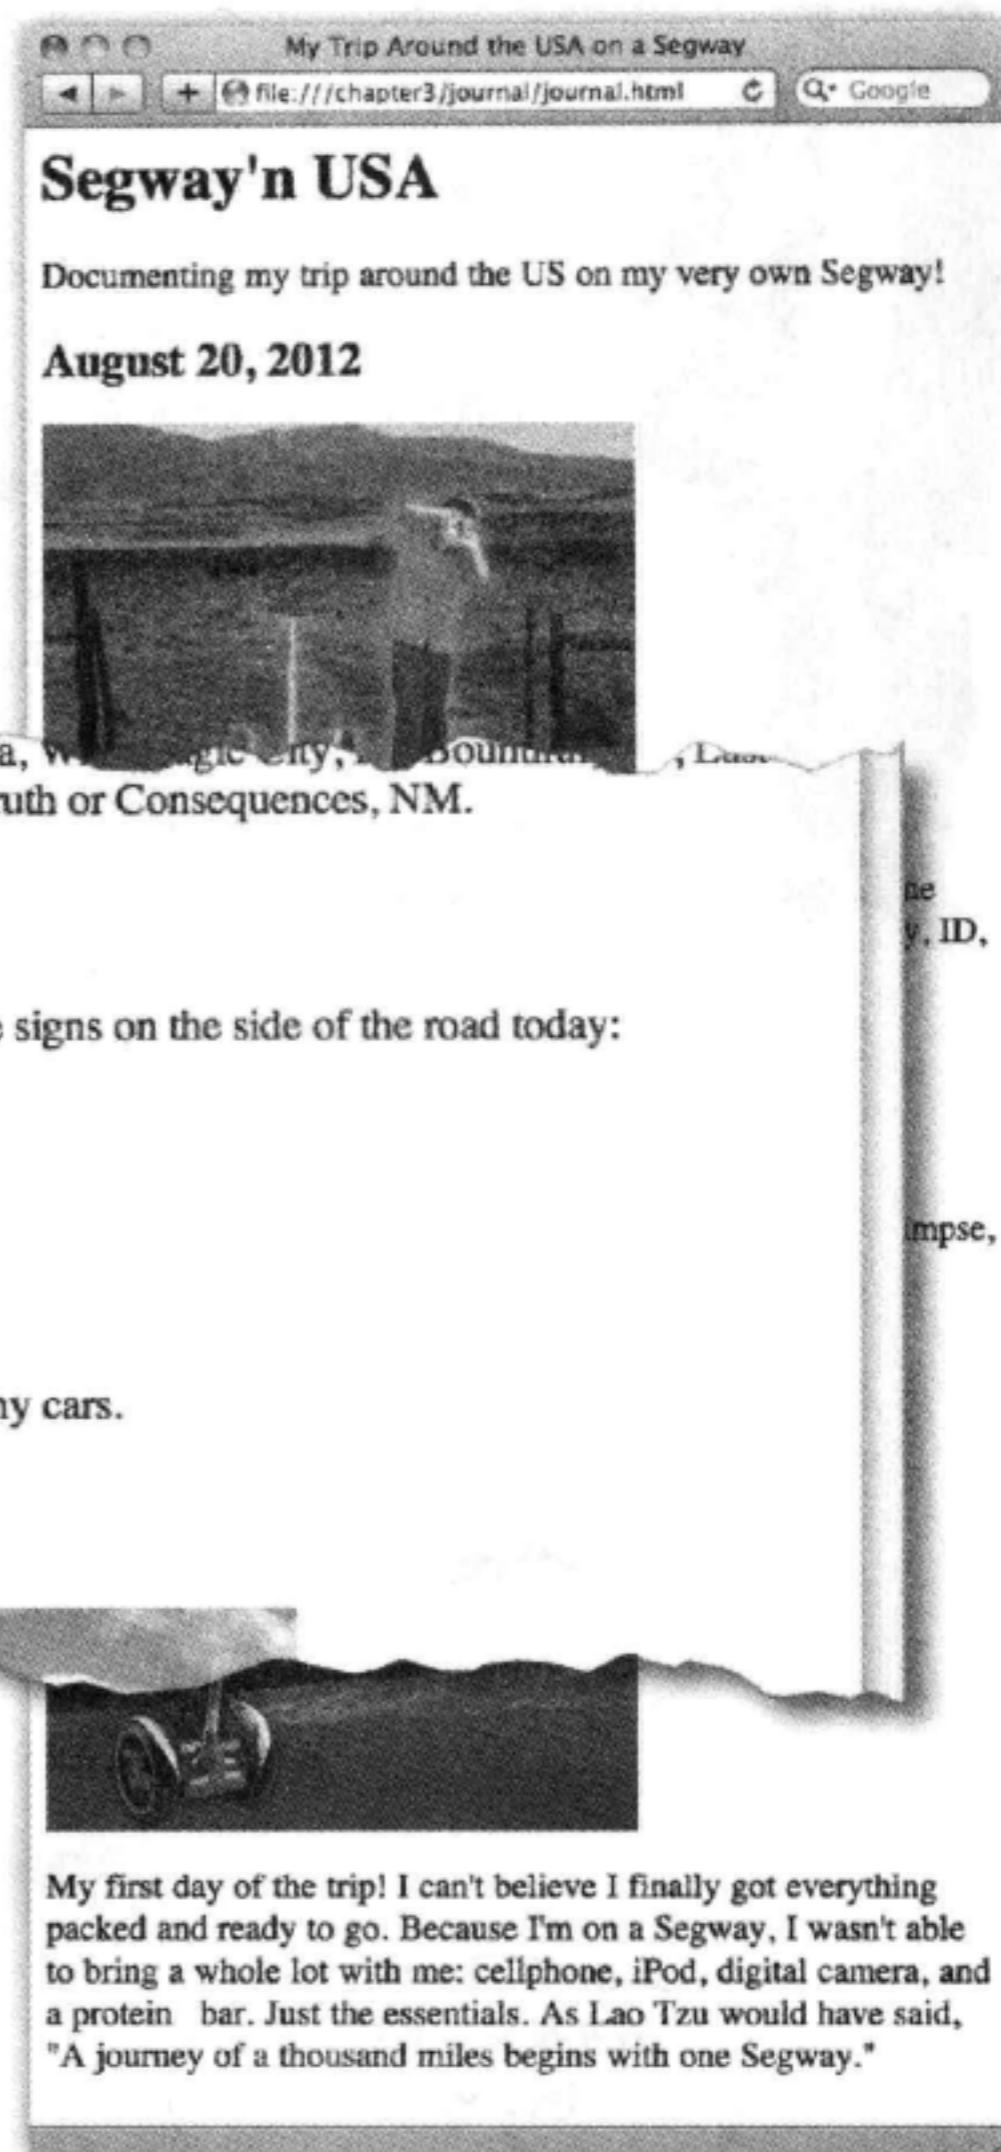 My Trip Around the USA on a Segway
file:///chapter3/journal/journal.html
Google
Segway'n USA
Documenting my trip around the US on my very own Segway!
August 20, 2012
uth or Consequences, NM.
ID,
signs on the side of the road today:
mpse,
ny cars.
My first day of the trip! I can't believe I finally got everything
packed and ready to go. Because I'm on a Segway, I wasn't able
to bring a whole lot with me: cellphone, iPod, digital camera, and
a protein bar. Just the essentials. As Lao Tzu would have said,
"A journey of a thousand miles begins with one Segway."